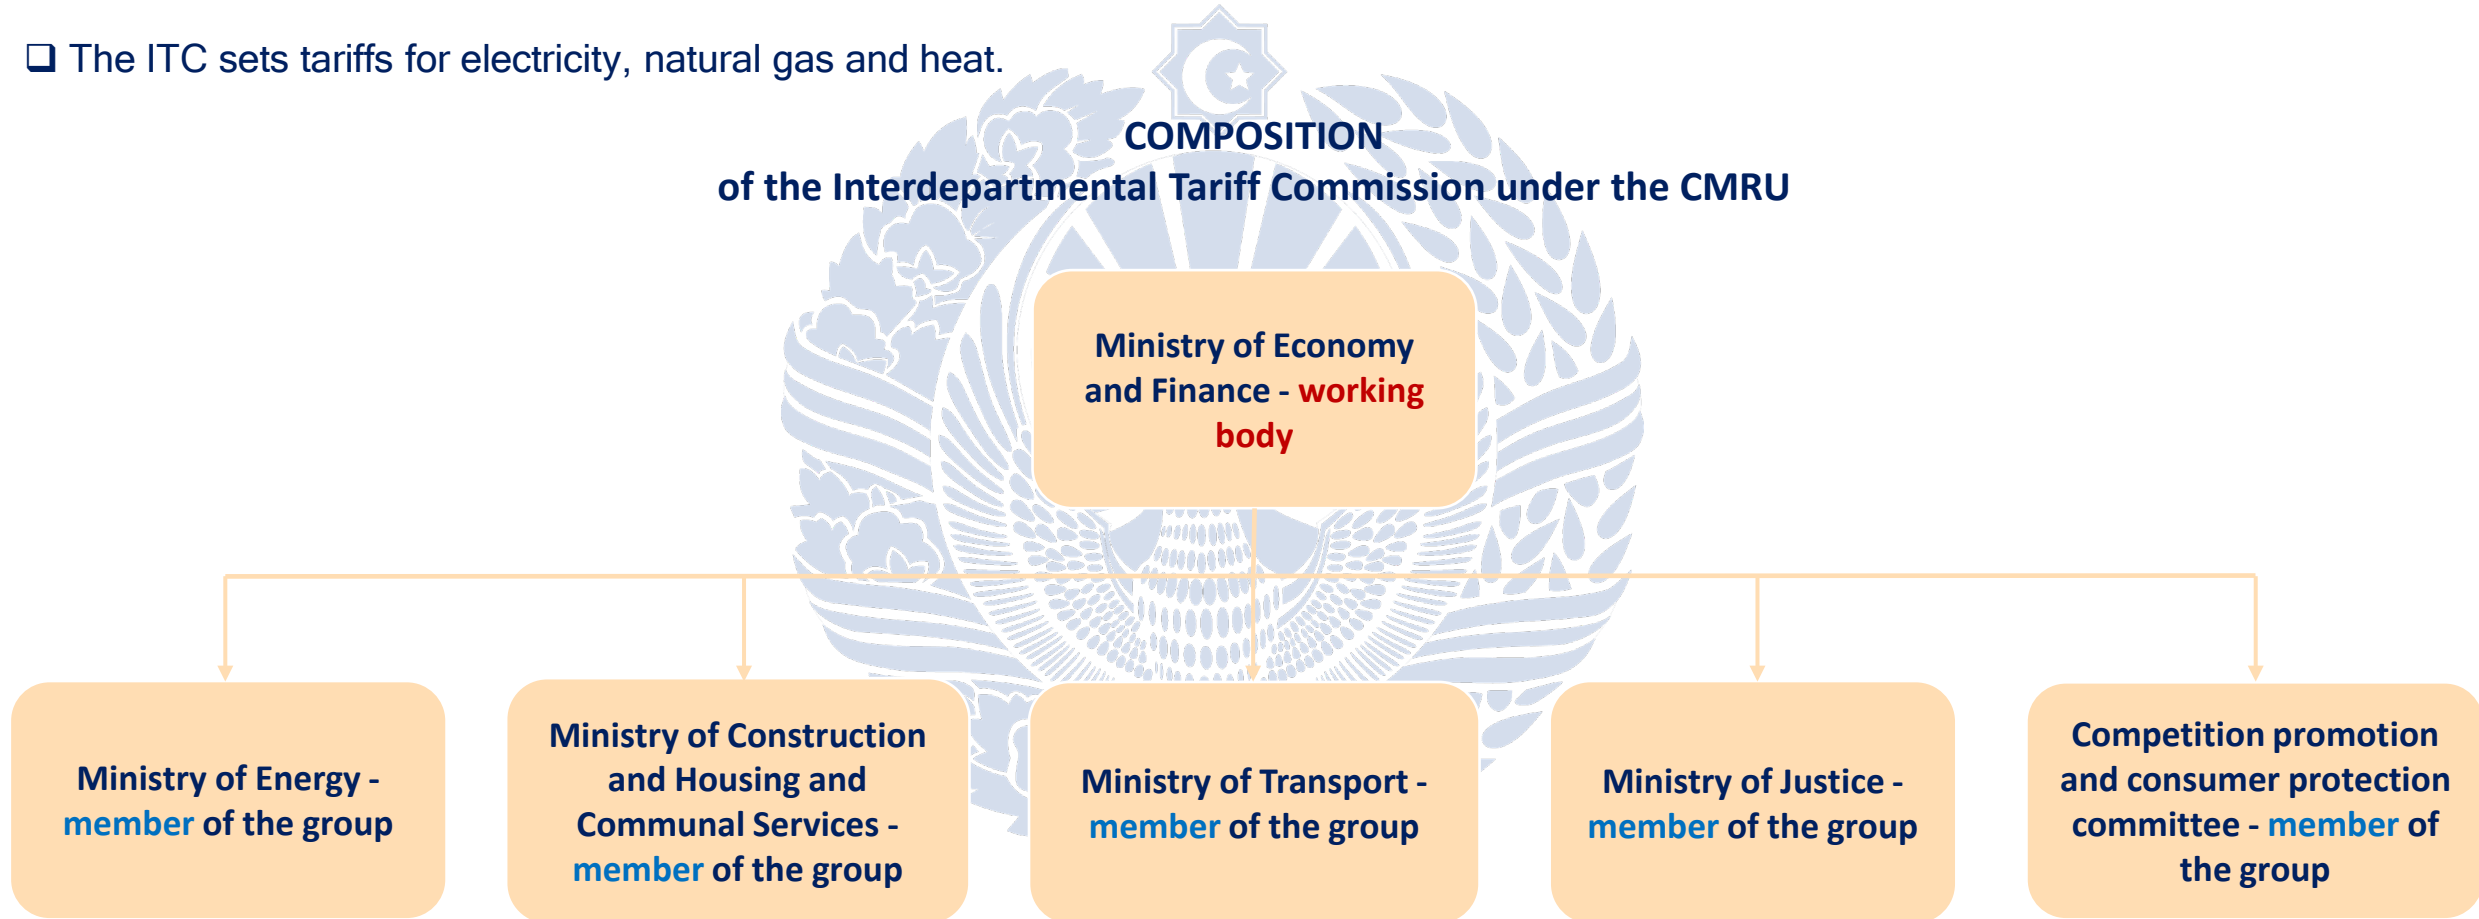 ❑ The ITC sets tariffs for electricity, natural gas and heat.
COMPOSITION
of the Interdepartmental Tariff Commission under the CMRU
Ministry of Economy
and Finance - working
body
Ministry of Energy -
member of the group
Ministry of Construction
and Housing and
Communal Services -
member of the group
Ministry of Transport -
member of the group
Ministry of Justice -
member of the group
Competition promotion
and consumer protection
committee - member of
the group